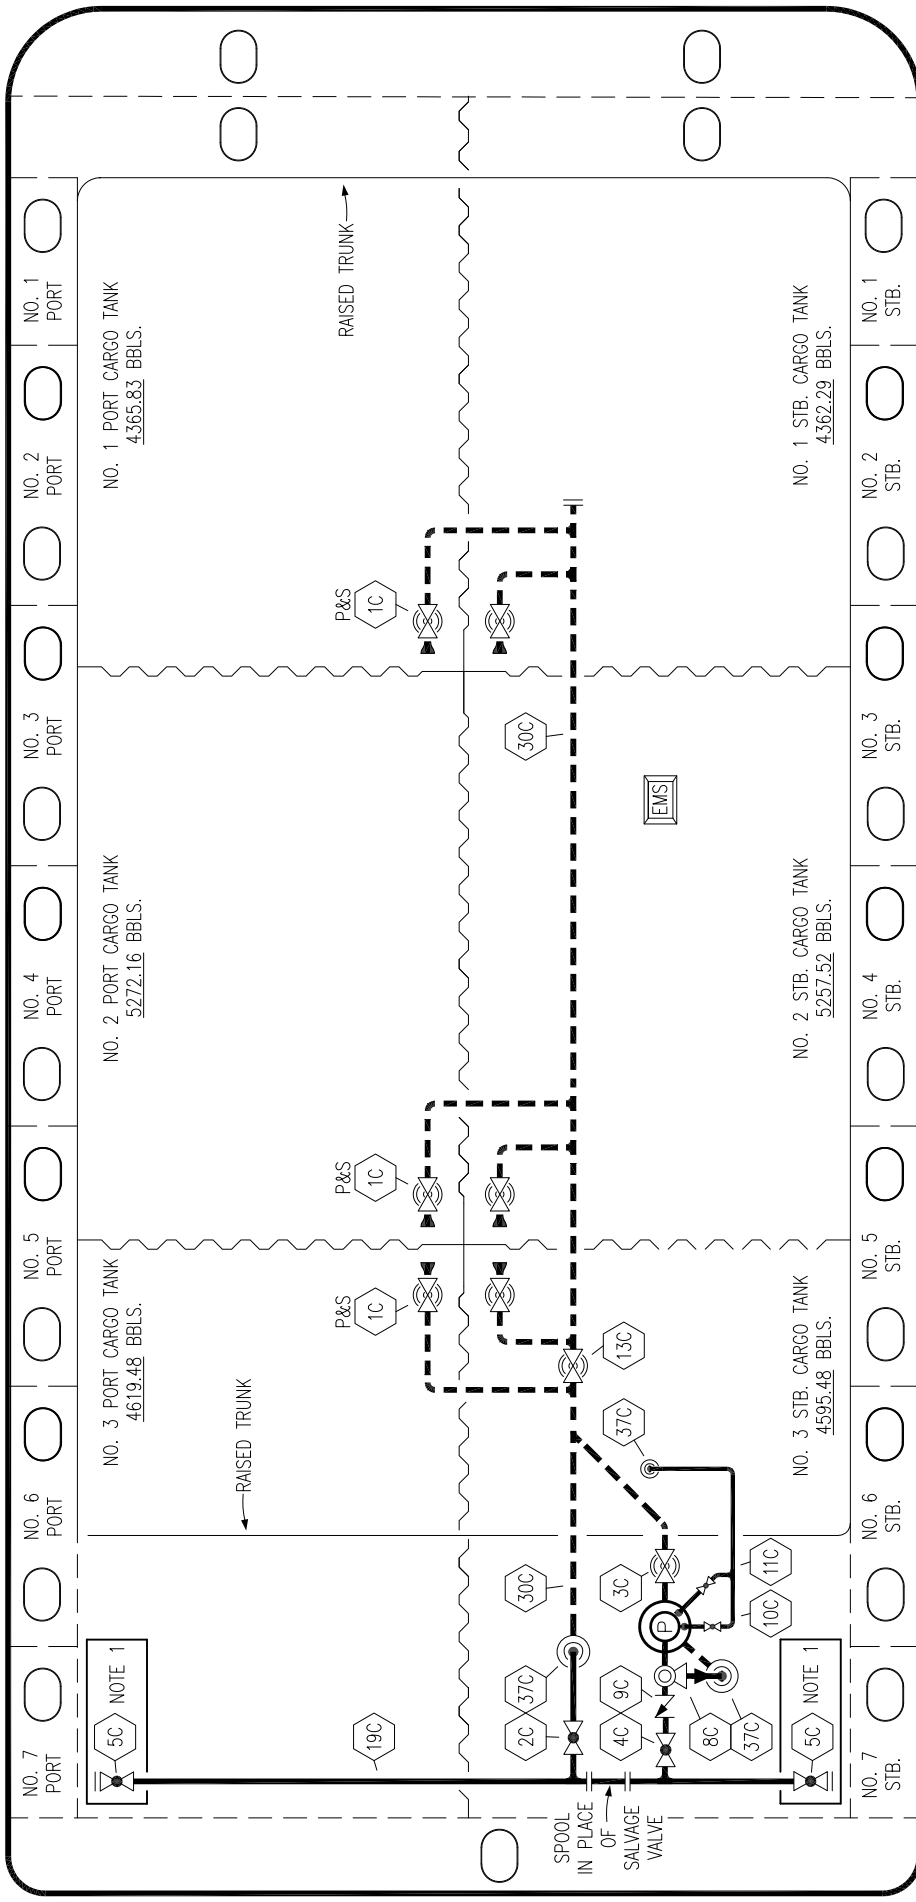 NO. 7
PORT
NO. 6
PORT
NO. 5
PORT
NO. 4
PORT
NO. 3
PORT
NO. 2
PORT
NO. 1
PORT
5C
NOTE 1
NO. 3 PORT CARGO TANK
4619.48 BBLS.
NO. 2 PORT CARGO TANK
5272.16 BBLS.
NO. 1 PORT CARGO TANK
4365.83 BBLS.
RAISED TRUNK
RAISED TRUNK
19C
P&S
1C
P&S
1C
P&S
1C
30C
30C
2C
37C
SPOOL
IN PLACE
OF
SALVAGE
VALVE
4C
9C
3C
P
13C
37C
EMS
8C
37C
10C
11C
5C
NOTE 1
NO. 3 STB. CARGO TANK
4595.48 BBLS.
NO. 2 STB. CARGO TANK
5257.52 BBLS.
NO. 1 STB. CARGO TANK
4362.29 BBLS.
NO. 7
STB.
NO. 6
STB.
NO. 5
STB.
NO. 4
STB.
NO. 3
STB.
NO. 2
STB.
NO. 1
STB.